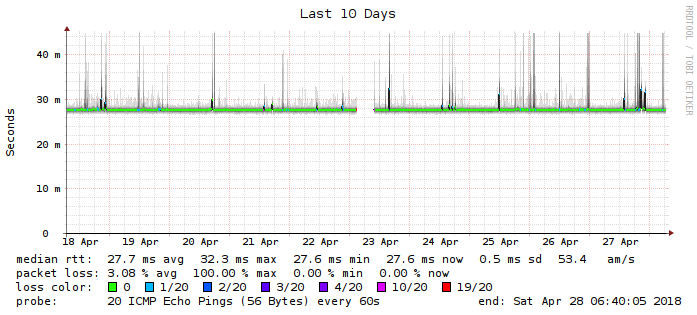 Last 10 Days
RRDTOOL / TOBI OETIKER
Seconds
40 m
30 m
20 m
10 m
0
18 Apr 19 Apr 20 Apr 21 Apr 22 Apr 23 Apr 24 Apr 25 Apr 26 Apr 27 Apr
median rtt: 27.7 ms avg 32.3 ms max 27.6 ms min 27.6 ms now 0.5 ms sd 53.4 am/s
packet loss: 3.08 % avg 100.00 % max 0.00 % min 0.00 % now
loss color: 0 1/20 2/20 3/20 4/20 10/20 19/20
probe: 20 ICMP Echo Pings (56 Bytes) every 60s end: Sat Apr 28 06:40:05 2018